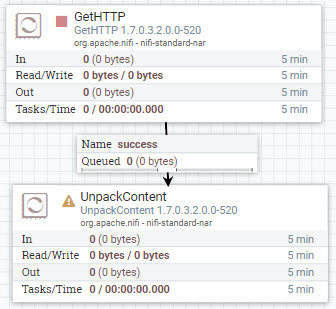 GetHTTP
GetHTTP 1.7.0.3.2.0.0-520
org.apache.nifi - nifi-standard-nar
In 0 (0 bytes) 5 min
Read/Write 0 bytes / 0 bytes 5 min
Out 0 (0 bytes) 5 min
Tasks/Time 0 / 00:00:00.000 5 min
Name success
Queued 0 (0 bytes)
UnpackContent
UnpackContent 1.7.0.3.2.0.0-520
org.apache.nifi - nifi-standard-nar
In 0 (0 bytes) 5 min
Read/Write 0 bytes / 0 bytes 5 min
Out 0 (0 bytes) 5 min
Tasks/Time 0 / 00:00:00.000 5 min